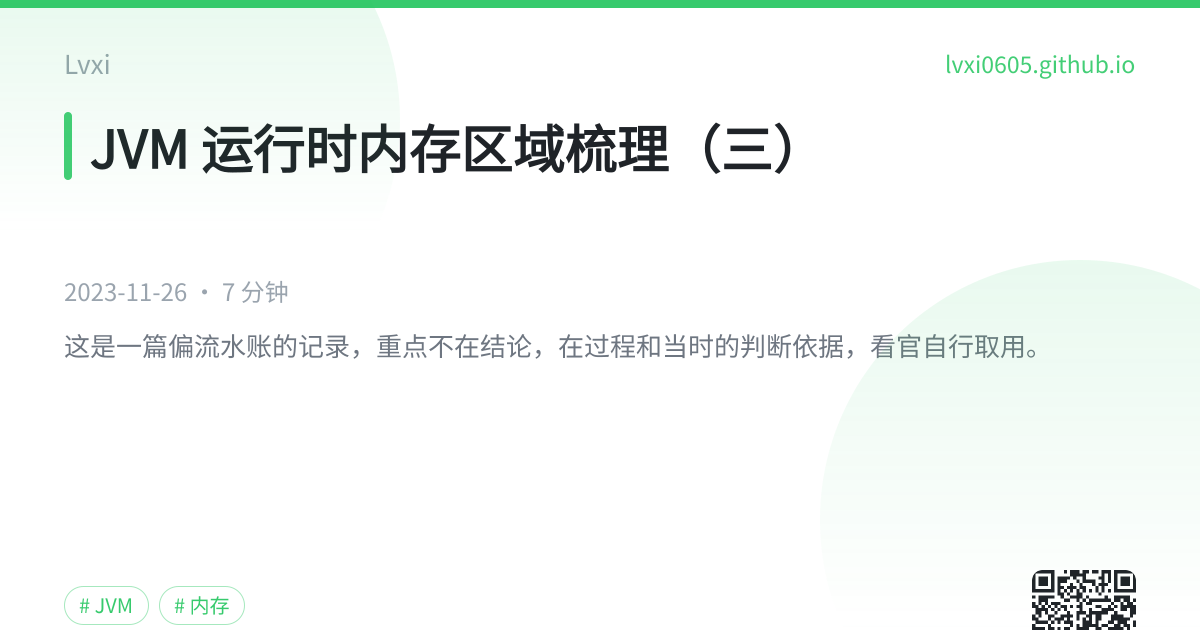 Lvxi
lvxi0605.github.io
JVM 运行时内存区域梳理（三）
2023-11-26 · 7 分钟
这是一篇偏流水账的记录，重点不在结论，在过程和当时的判断依据，看官自行取用。
# JVM
# 内存